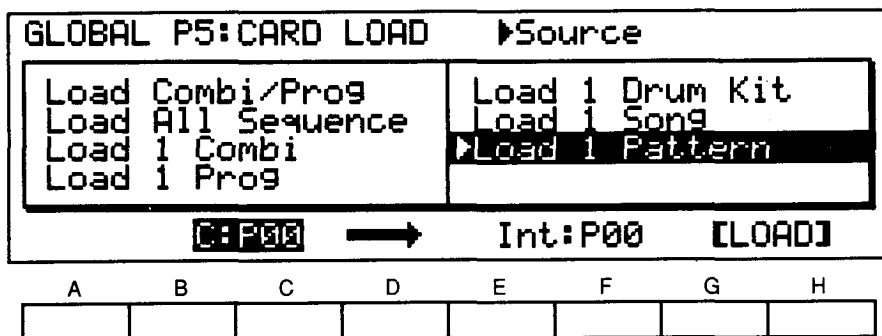 GLOBAL P5:CARD LOAD ▶Source
Load Combi/Prog
Load All Sequence
Load 1 Combi
Load 1 Prog
Load 1 Drum Kit
Load 1 Song
▶Load 1 Pattern
C:P00 → Int:P00 [LOAD]
A B C D E F G H